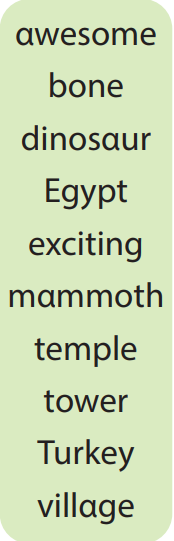 awesome
bone
dinosaur
Egypt
exciting
mammoth
temple
tower
Turkey
village